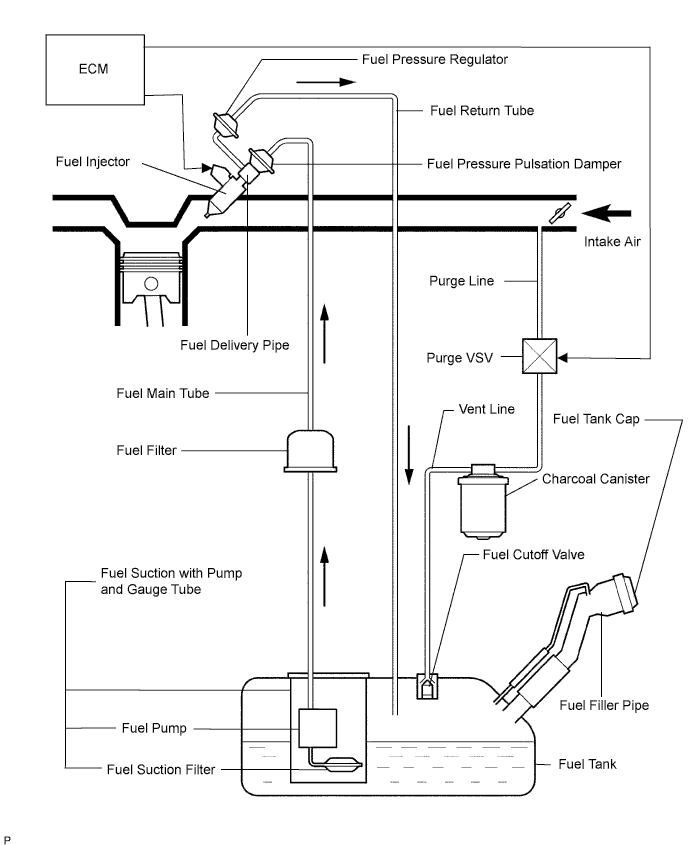 ECM
Fuel Pressure Regulator
Fuel Return Tube
Fuel Injector
Fuel Pressure Pulsation Damper
Intake Air
Purge Line
Fuel Delivery Pipe
Purge VSV
Fuel Main Tube
Vent Line
Fuel Tank Cap
Fuel Filter
Charcoal Canister
Fuel Cutoff Valve
Fuel Suction with Pump
and Gauge Tube
Fuel Filler Pipe
Fuel Pump
Fuel Tank
Fuel Suction Filter
P